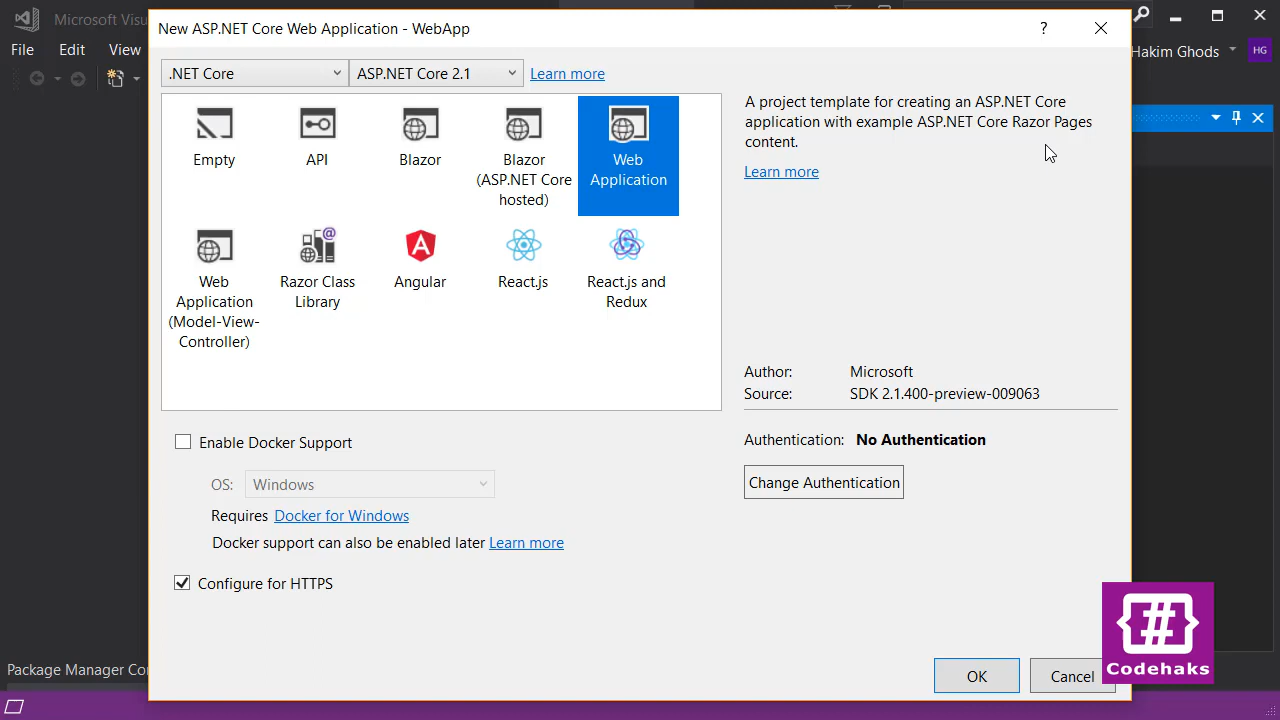 Microsoft Visu
New ASP.NET Core Web Application - WebApp
?
File Edit View
Hakim Ghods HG
.NET Core ASP.NET Core 2.1 Learn more
Empty
API
Blazor
Blazor
(ASP.NET Core
hosted)
Web
Application
Web
Application
(Model-View-
Controller)
Razor Class
Library
Angular
React.js
React.js and
Redux
A project template for creating an ASP.NET Core
application with example ASP.NET Core Razor Pages
content.
Learn more
Author: Microsoft
Source: SDK 2.1.400-preview-009063
Authentication: No Authentication
Change Authentication
Enable Docker Support
OS: Windows
Requires Docker for Windows
Docker support can also be enabled later Learn more
Configure for HTTPS
Package Manager Con
OK Cancel
{#}
Codehaks